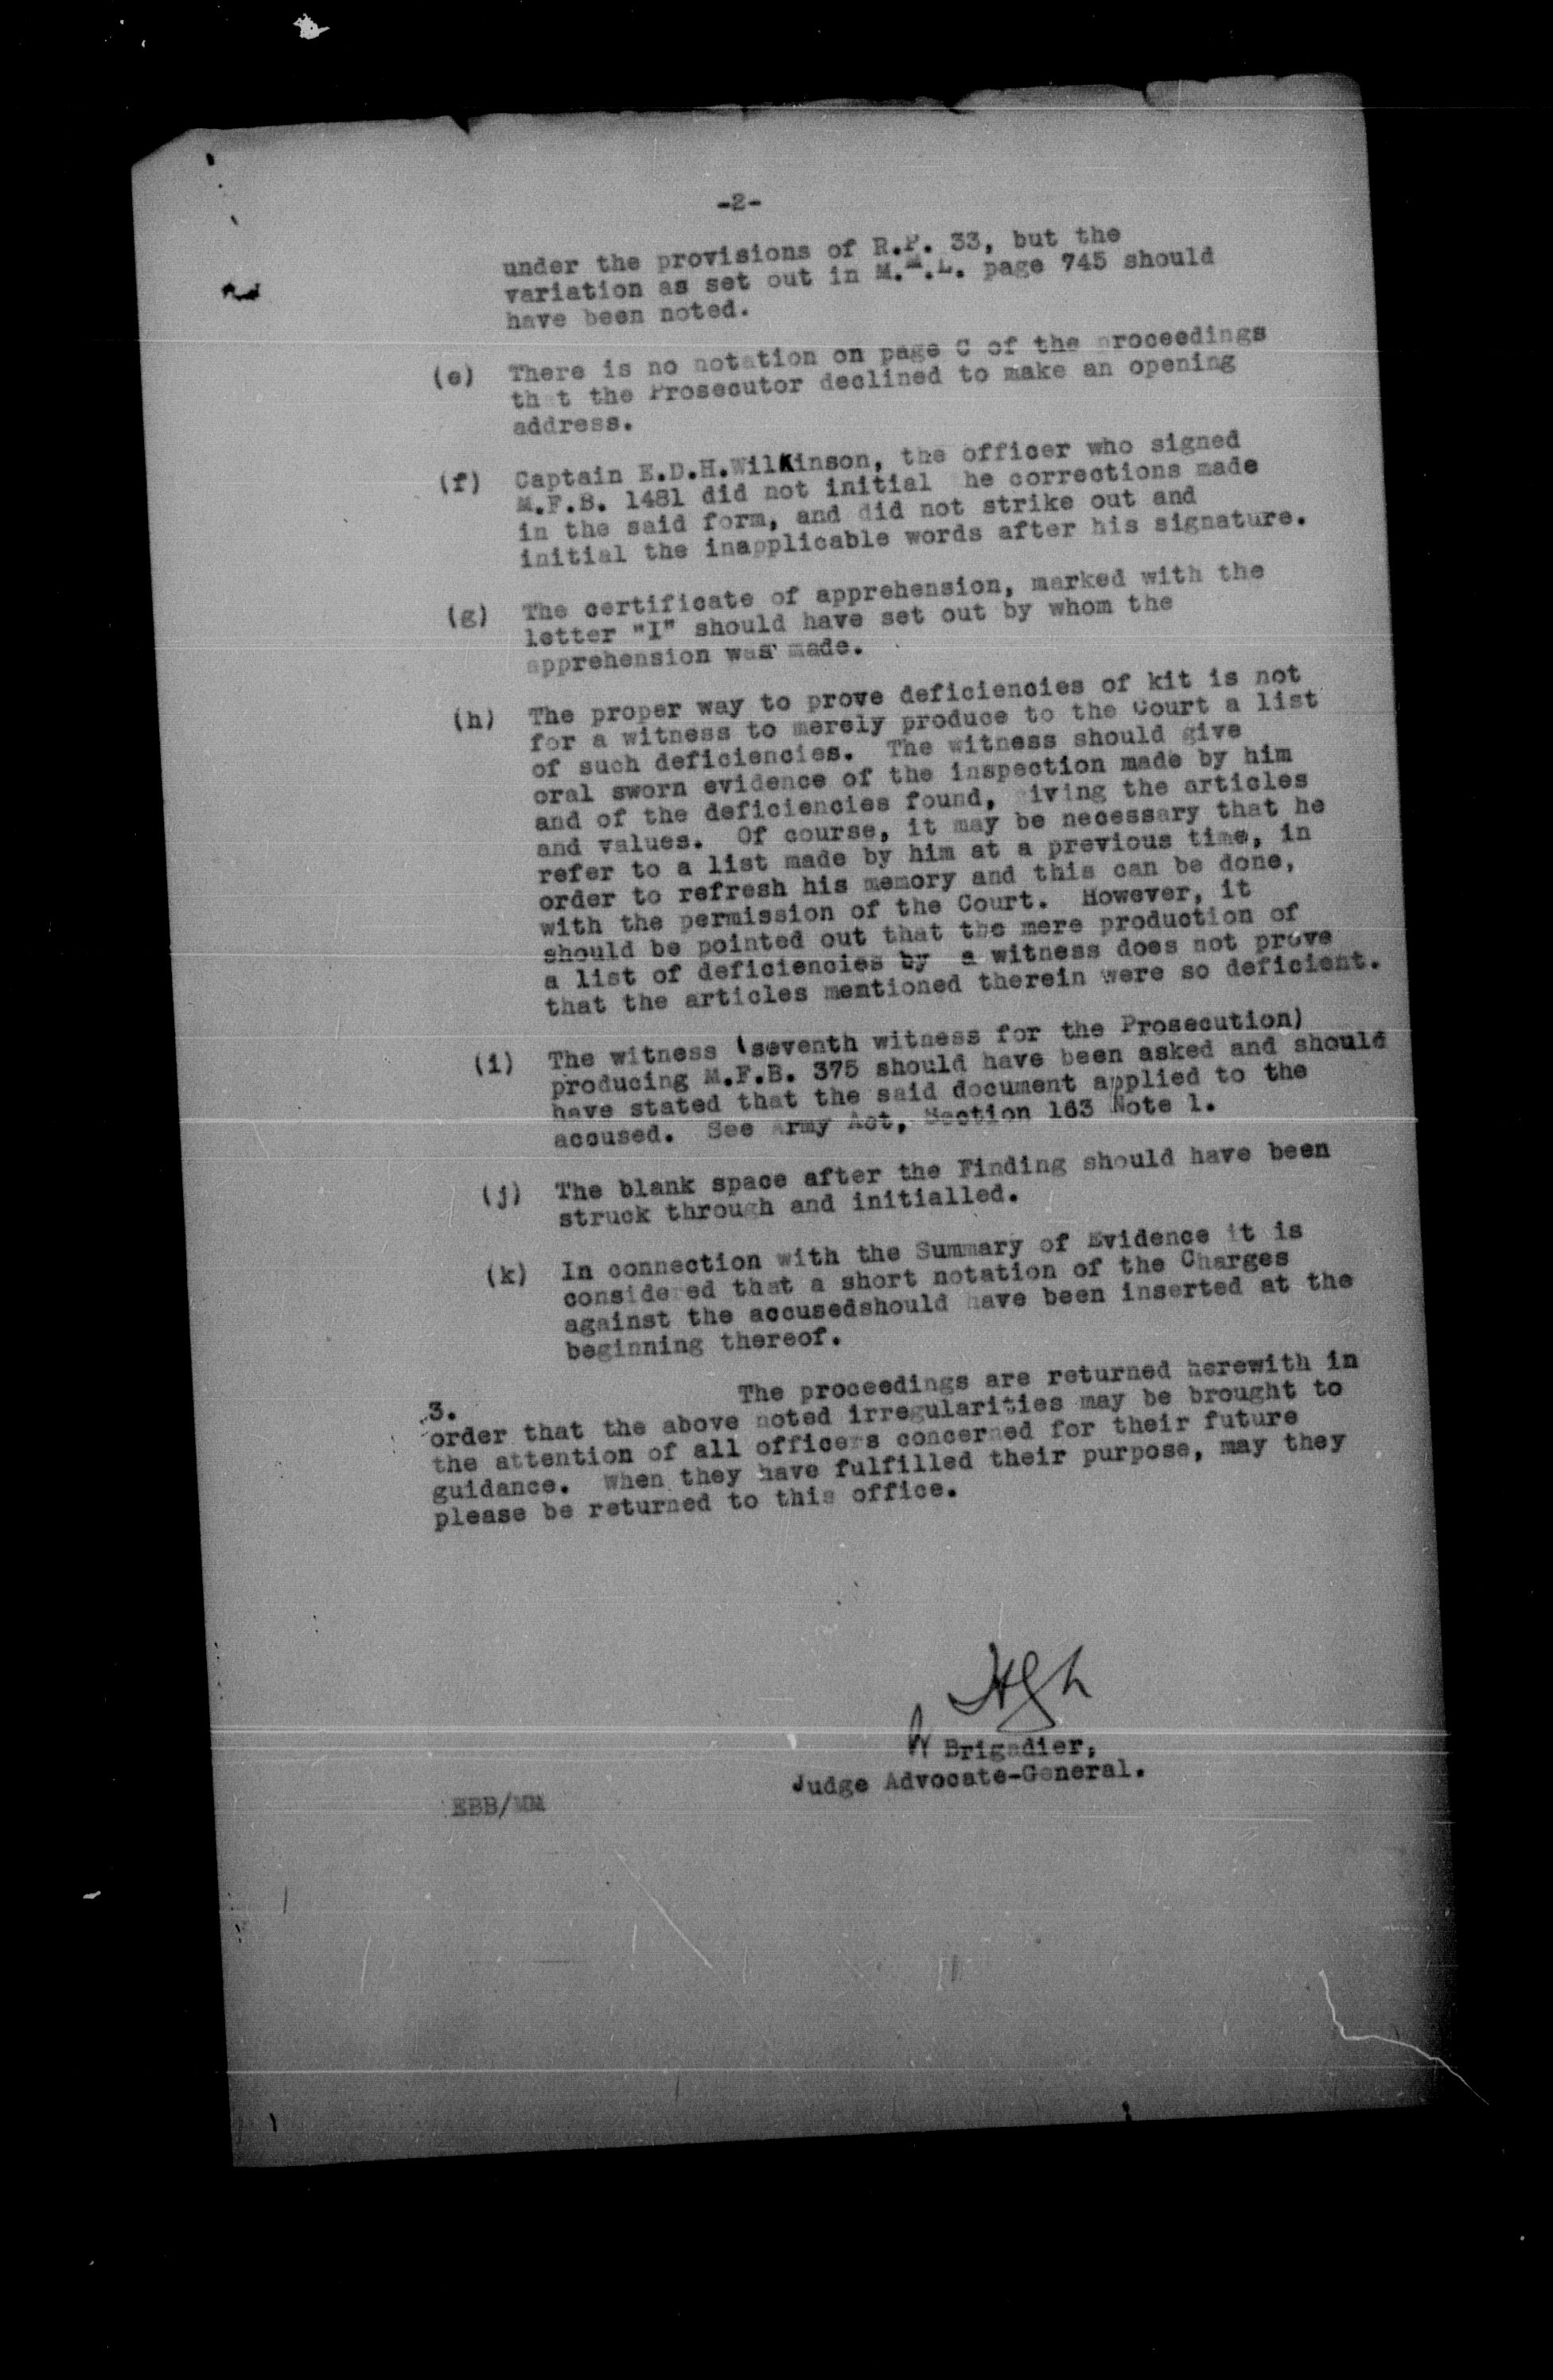 -2-
under the provisions of R.P. 33, but the
variation as set out in M.M.L. page 745 should
have been noted.
(e) There is no notation on page C of the proceedings
that the Prosecutor declined to make an opening
address.
(f) Captain E.D.H.Wilkinson, the officer who signed
M.F.B. 1481 did not initial the corrections made
in the said form, and did not strike out and
initial the inapplicable words after his signature.
(g) The certificate of apprehension, marked with the
letter "I" should have set out by whom the
apprehension was made.
(h) The proper way to prove deficiencies of kit is not
for a witness to merely produce to the Court a list
of such deficiencies. The witness should give
oral sworn evidence of the inspection made by him
and of the deficiencies found, giving the articles
and values. Of course, it may be necessary that he
refer to a list made by him at a previous time, in
order to refresh his memory and this can be done,
with the permission of the Court. However, it
should be pointed out that the mere production of
a list of deficiencies by a witness does not prove
that the articles mentioned therein were so deficient.
(i) The witness (seventh witness for the Prosecution)
producing M.F.B. 375 should have been asked and should
have stated that the said document applied to the
accused. See Army Act, Section 163 Note 1.
(j) The blank space after the Finding should have been
struck through and initialled.
(k) In connection with the Summary of Evidence it is
considered that a short notation of the Charges
against the accusedshould have been inserted at the
beginning thereof.
3. The proceedings are returned herewith in
order that the above noted irregularities may be brought to
the attention of all officers concerned for their future
guidance. When they have fulfilled their purpose, may they
please be returned to this office.
Brigadier,
Judge Advocate-General.
EBB/MM